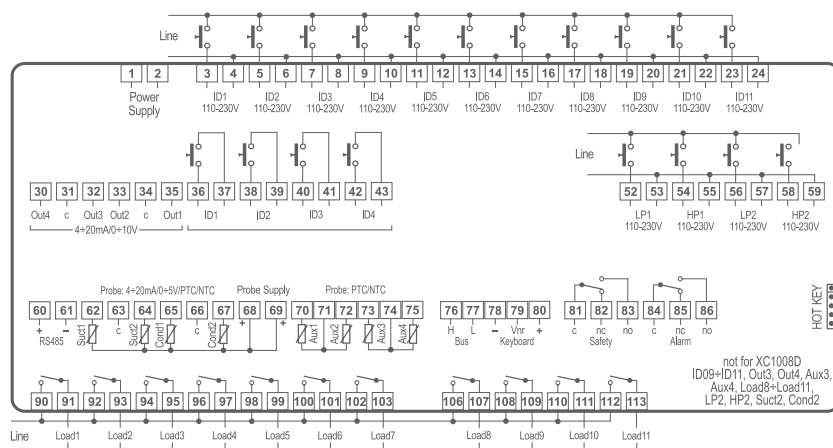 Line
1 2 3 4 5 6 7 8 9 10 11 12 13 14 15 16 17 18 19 20 21 22 23 24
Power Supply ID1 ID2 ID3 ID4 ID5 ID6 ID7 ID8 ID9 ID10 ID11
110-230V 110-230V 110-230V 110-230V 110-230V 110-230V 110-230V 110-230V 110-230V 110-230V 110-230V
Line
30 31 32 33 34 35 36 37 38 39 40 41 42 43
52 53 54 55 56 57 58 59
Out4 c Out3 Out2 c Out1 ID1 ID2 ID3 ID4
4÷20mA/0÷10V
LP1 HP1 LP2 HP2
110-230V 110-230V 110-230V 110-230V
Probe: 4÷20mA/0÷5V/PTC/NTC Probe Supply Probe: PTC/NTC
HOT KEY
60 61 62 63 64 65 66 67 68 69 70 71 72 73 74 75 76 77 78 79 80 81 82 83 84 85 86
+ - Suct1 c Suct2 Cond1 c Cond2 + + Aux1 Aux2 Aux3 Aux4 H L - Vnr + c nc no c nc no
RS485 Bus Keyboard Safety Alarm
not for XC1008D
ID09÷ID11, Out3, Out4, Aux3,
Aux4, Load8÷Load11,
LP2, HP2, Suct2, Cond2
90 91 92 93 94 95 96 97 98 99 100 101 102 103 106 107 108 109 110 111 112 113
Line Load1 Load2 Load3 Load4 Load5 Load6 Load7 Load8 Load9 Load10 Load11